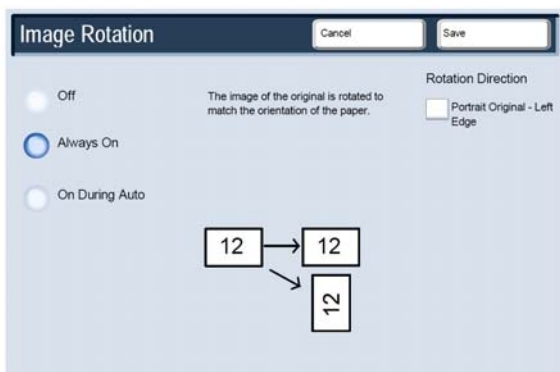 Image Rotation
Cancel
Save
Off
Always On
On During Auto
The image of the original is rotated to
match the orientation of the paper.
Rotation Direction
Portrait Original - Left
Edge
12
12
12